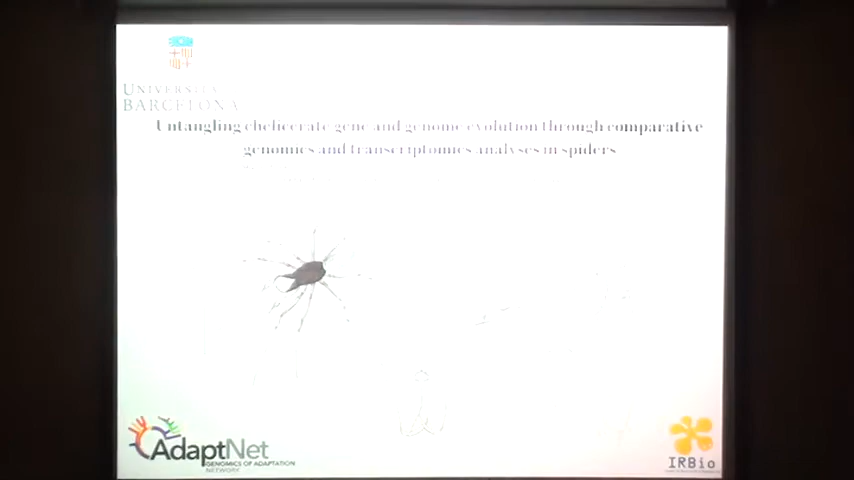 UNIVERSITAT
BARCELONA
Untangling chelicerate gene and genome evolution through comparative
genomics and transcriptomics analyses in spiders
AdaptNet
GENOMICS OF ADAPTATION
NETWORK
IRBio